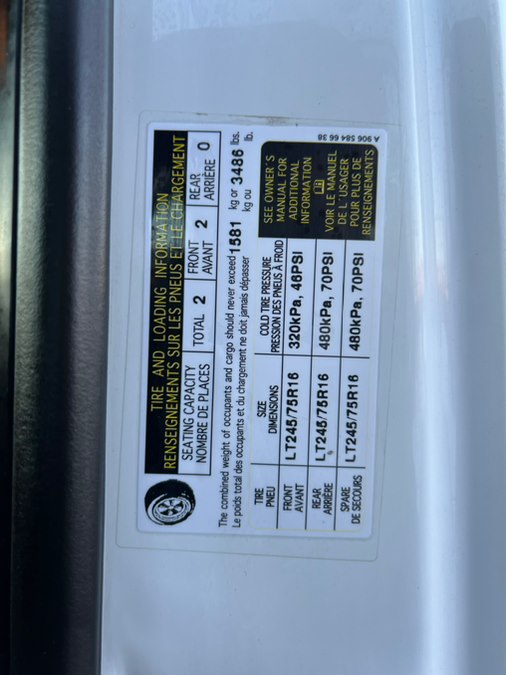 TIRE AND LOADING INFORMATION
RENSEIGNEMENTS SUR LES PNEUS ET LE CHARGEMENT
SEATING CAPACITY TOTAL 2 FRONT 2 REAR 0
NOMBRE DE PLACES AVANT ARRIÈRE
The combined weight of occupants and cargo should never exceed 1581 kg or 3486 lbs.
Le poids total des occupants et du chargement ne doit jamais dépasser kg ou lb.
TIRE SIZE COLD TIRE PRESSURE
PNEU DIMENSIONS PRESSION DES PNEUS À FROID
FRONT AVANT LT245/75R16 320kPa, 46PSI
REAR ARRIÈRE LT245/75R16 480kPa, 70PSI
SPARE DE SECOURS LT245/75R16 480kPa, 70PSI
SEE OWNER'S
MANUAL FOR
ADDITIONAL
INFORMATION
VOIR LE MANUEL
DE L'USAGER
POUR PLUS DE
RENSEIGNEMENTS
A 906 584 66 38